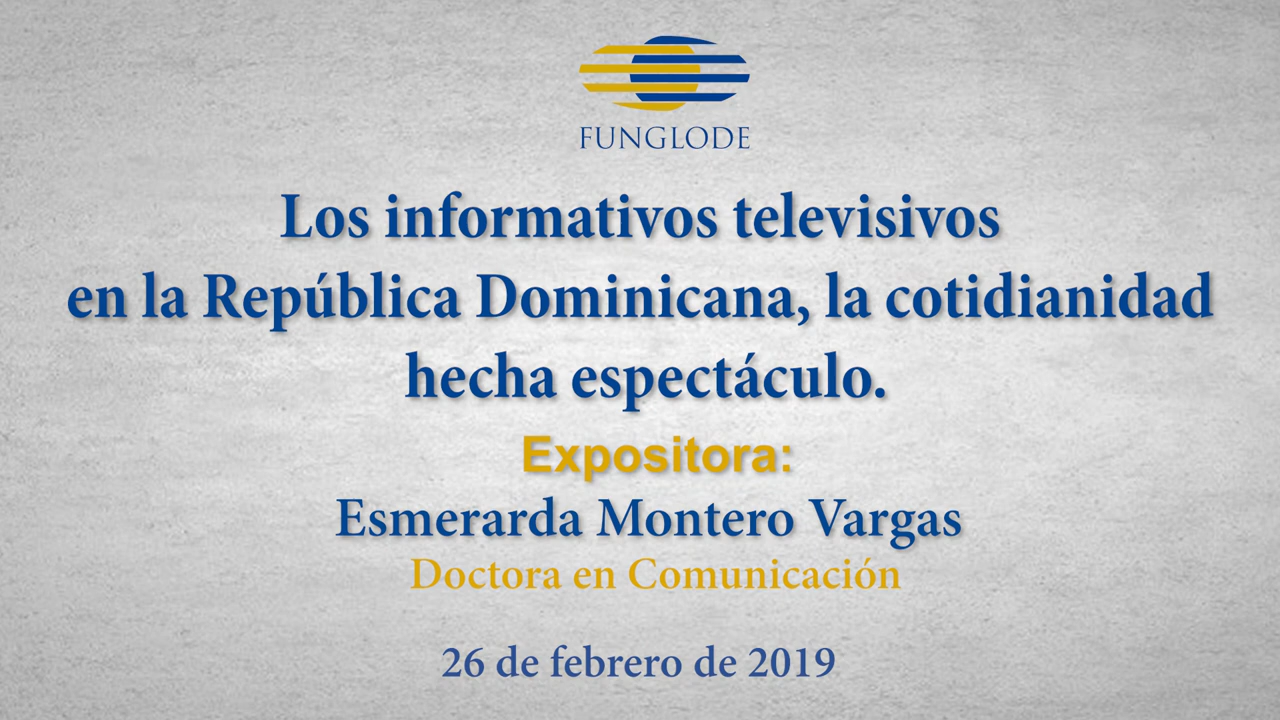 FUNGLODE
Los informativos televisivos
en la República Dominicana, la cotidianidad
hecha espectáculo.
Expositora:
Esmerarda Montero Vargas
Doctora en Comunicación
26 de febrero de 2019